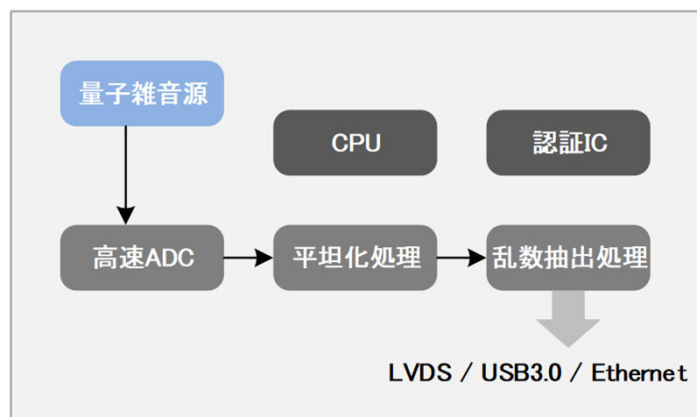 量子雑音源
CPU
認証IC
高速ADC
平坦化処理
乱数抽出処理
LVDS / USB3.0 / Ethernet